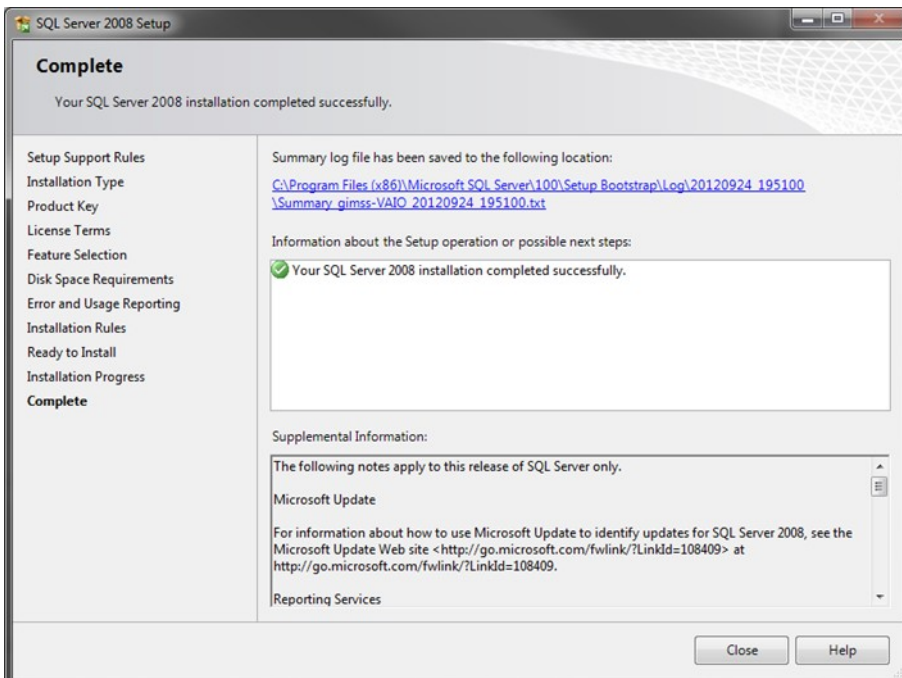 SQL Server 2008 Setup
Complete
Your SQL Server 2008 installation completed successfully.
Setup Support Rules
Installation Type
Product Key
License Terms
Feature Selection
Disk Space Requirements
Error and Usage Reporting
Installation Rules
Ready to Install
Installation Progress
Complete
Summary log file has been saved to the following location:
C:\Program Files (x86)\Microsoft SQL Server\100\Setup Bootstrap\Log\20120924_195100
\Summary_gimss-VAIO_20120924_195100.txt
Information about the Setup operation or possible next steps:
Your SQL Server 2008 installation completed successfully.
Supplemental Information:
The following notes apply to this release of SQL Server only.
Microsoft Update
For information about how to use Microsoft Update to identify updates for SQL Server 2008, see the
Microsoft Update Web site <http://go.microsoft.com/fwlink/?LinkId=108409> at
http://go.microsoft.com/fwlink/?LinkId=108409.
Reporting Services
Close
Help